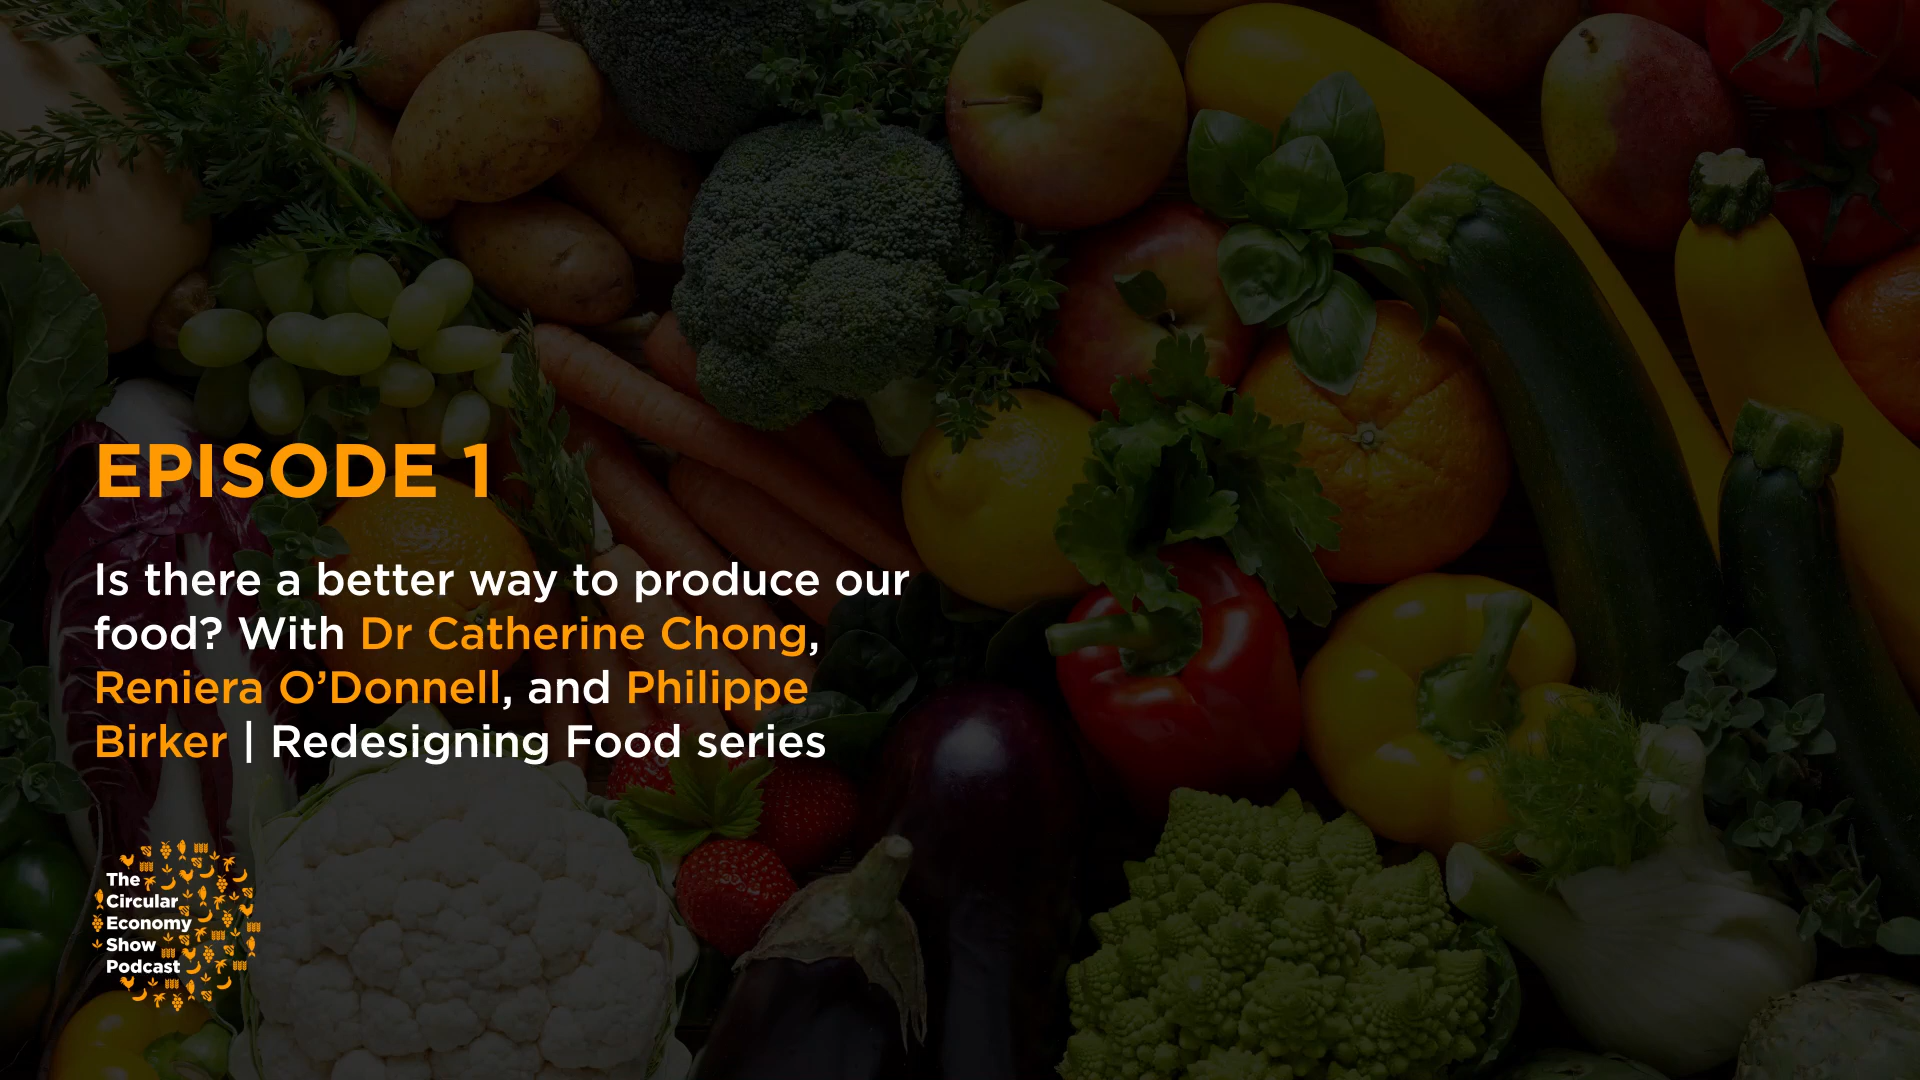 EPISODE 1
Is there a better way to produce our
food? With Dr Catherine Chong,
Reniera O’Donnell, and Philippe
Birker | Redesigning Food series
The
Circular
Economy
Show
Podcast